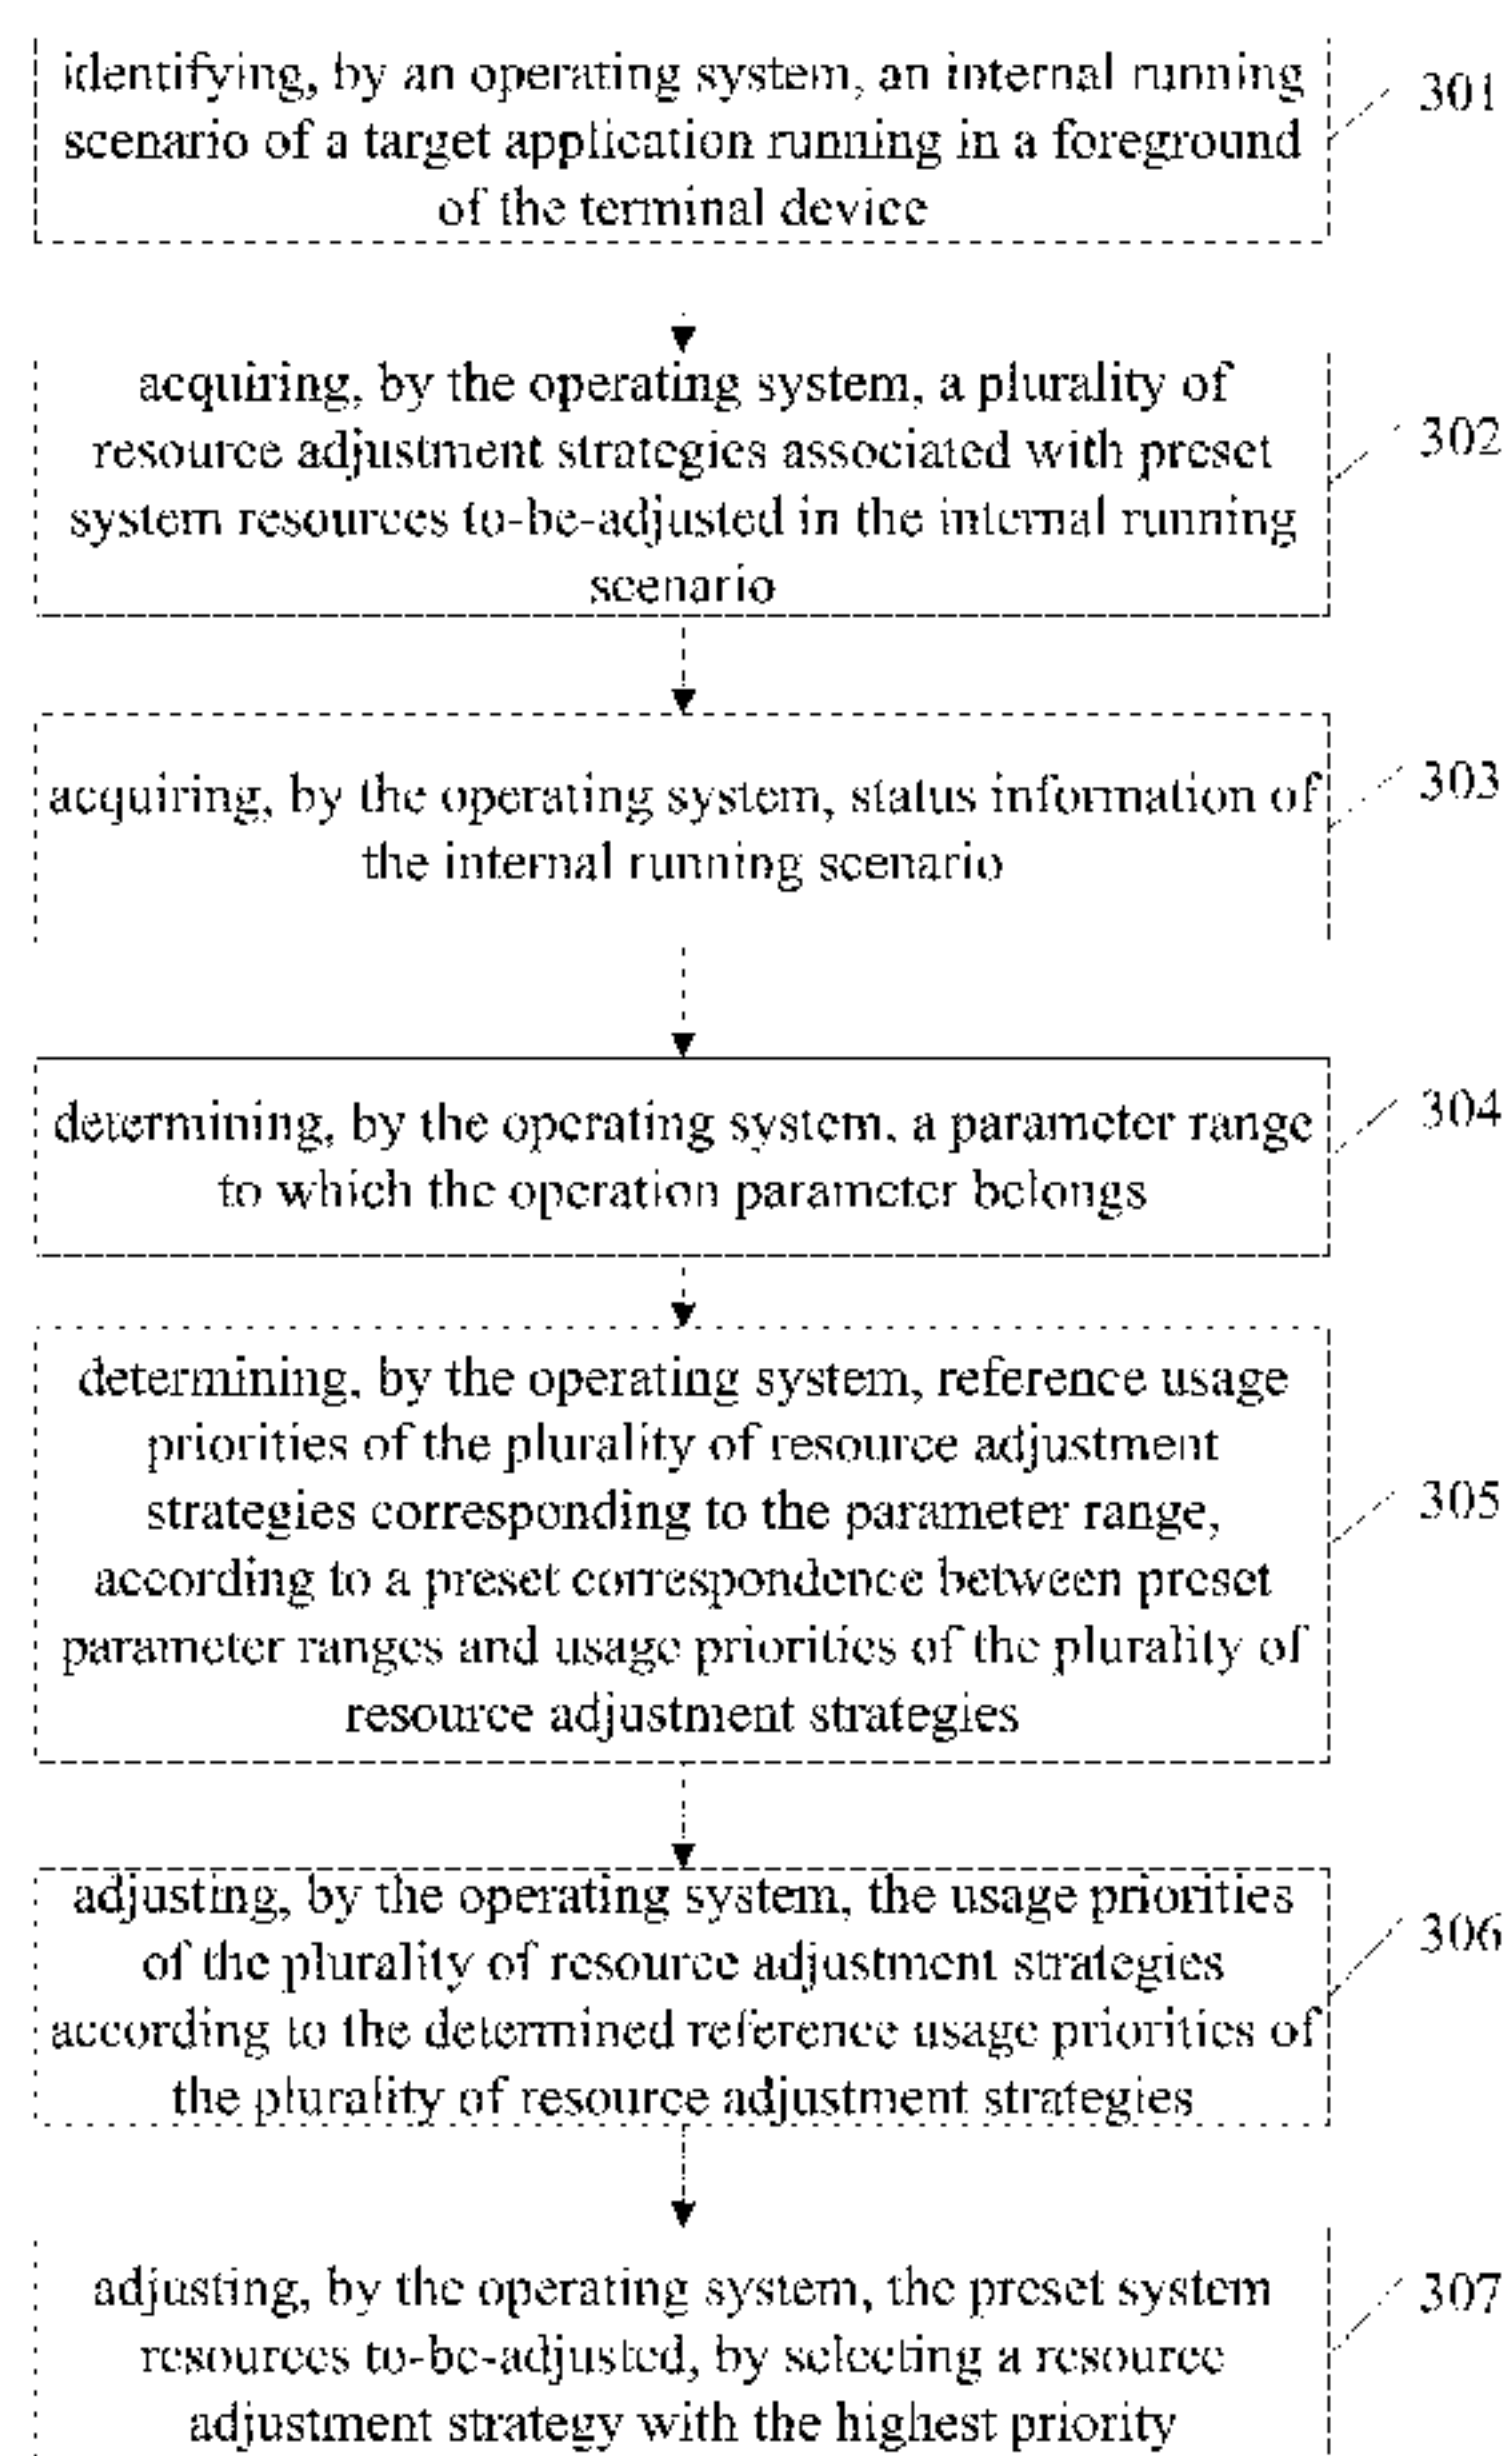 identifying, by an operating system, an internal running
scenario of a target application running in a foreground
of the terminal device
301
acquiring, by the operating system, a plurality of
resource adjustment strategies associated with preset
system resources to-be-adjusted in the internal running
scenario
302
acquiring, by the operating system, status information of
the internal running scenario
303
determining, by the operating system, a parameter range
to which the operation parameter belongs
304
determining, by the operating system, reference usage
priorities of the plurality of resource adjustment
strategies corresponding to the parameter range,
according to a preset correspondence between preset
parameter ranges and usage priorities of the plurality of
resource adjustment strategies
305
adjusting, by the operating system, the usage priorities
of the plurality of resource adjustment strategies
according to the determined reference usage priorities of
the plurality of resource adjustment strategies
306
adjusting, by the operating system, the preset system
resources to-be-adjusted, by selecting a resource
adjustment strategy with the highest priority
307